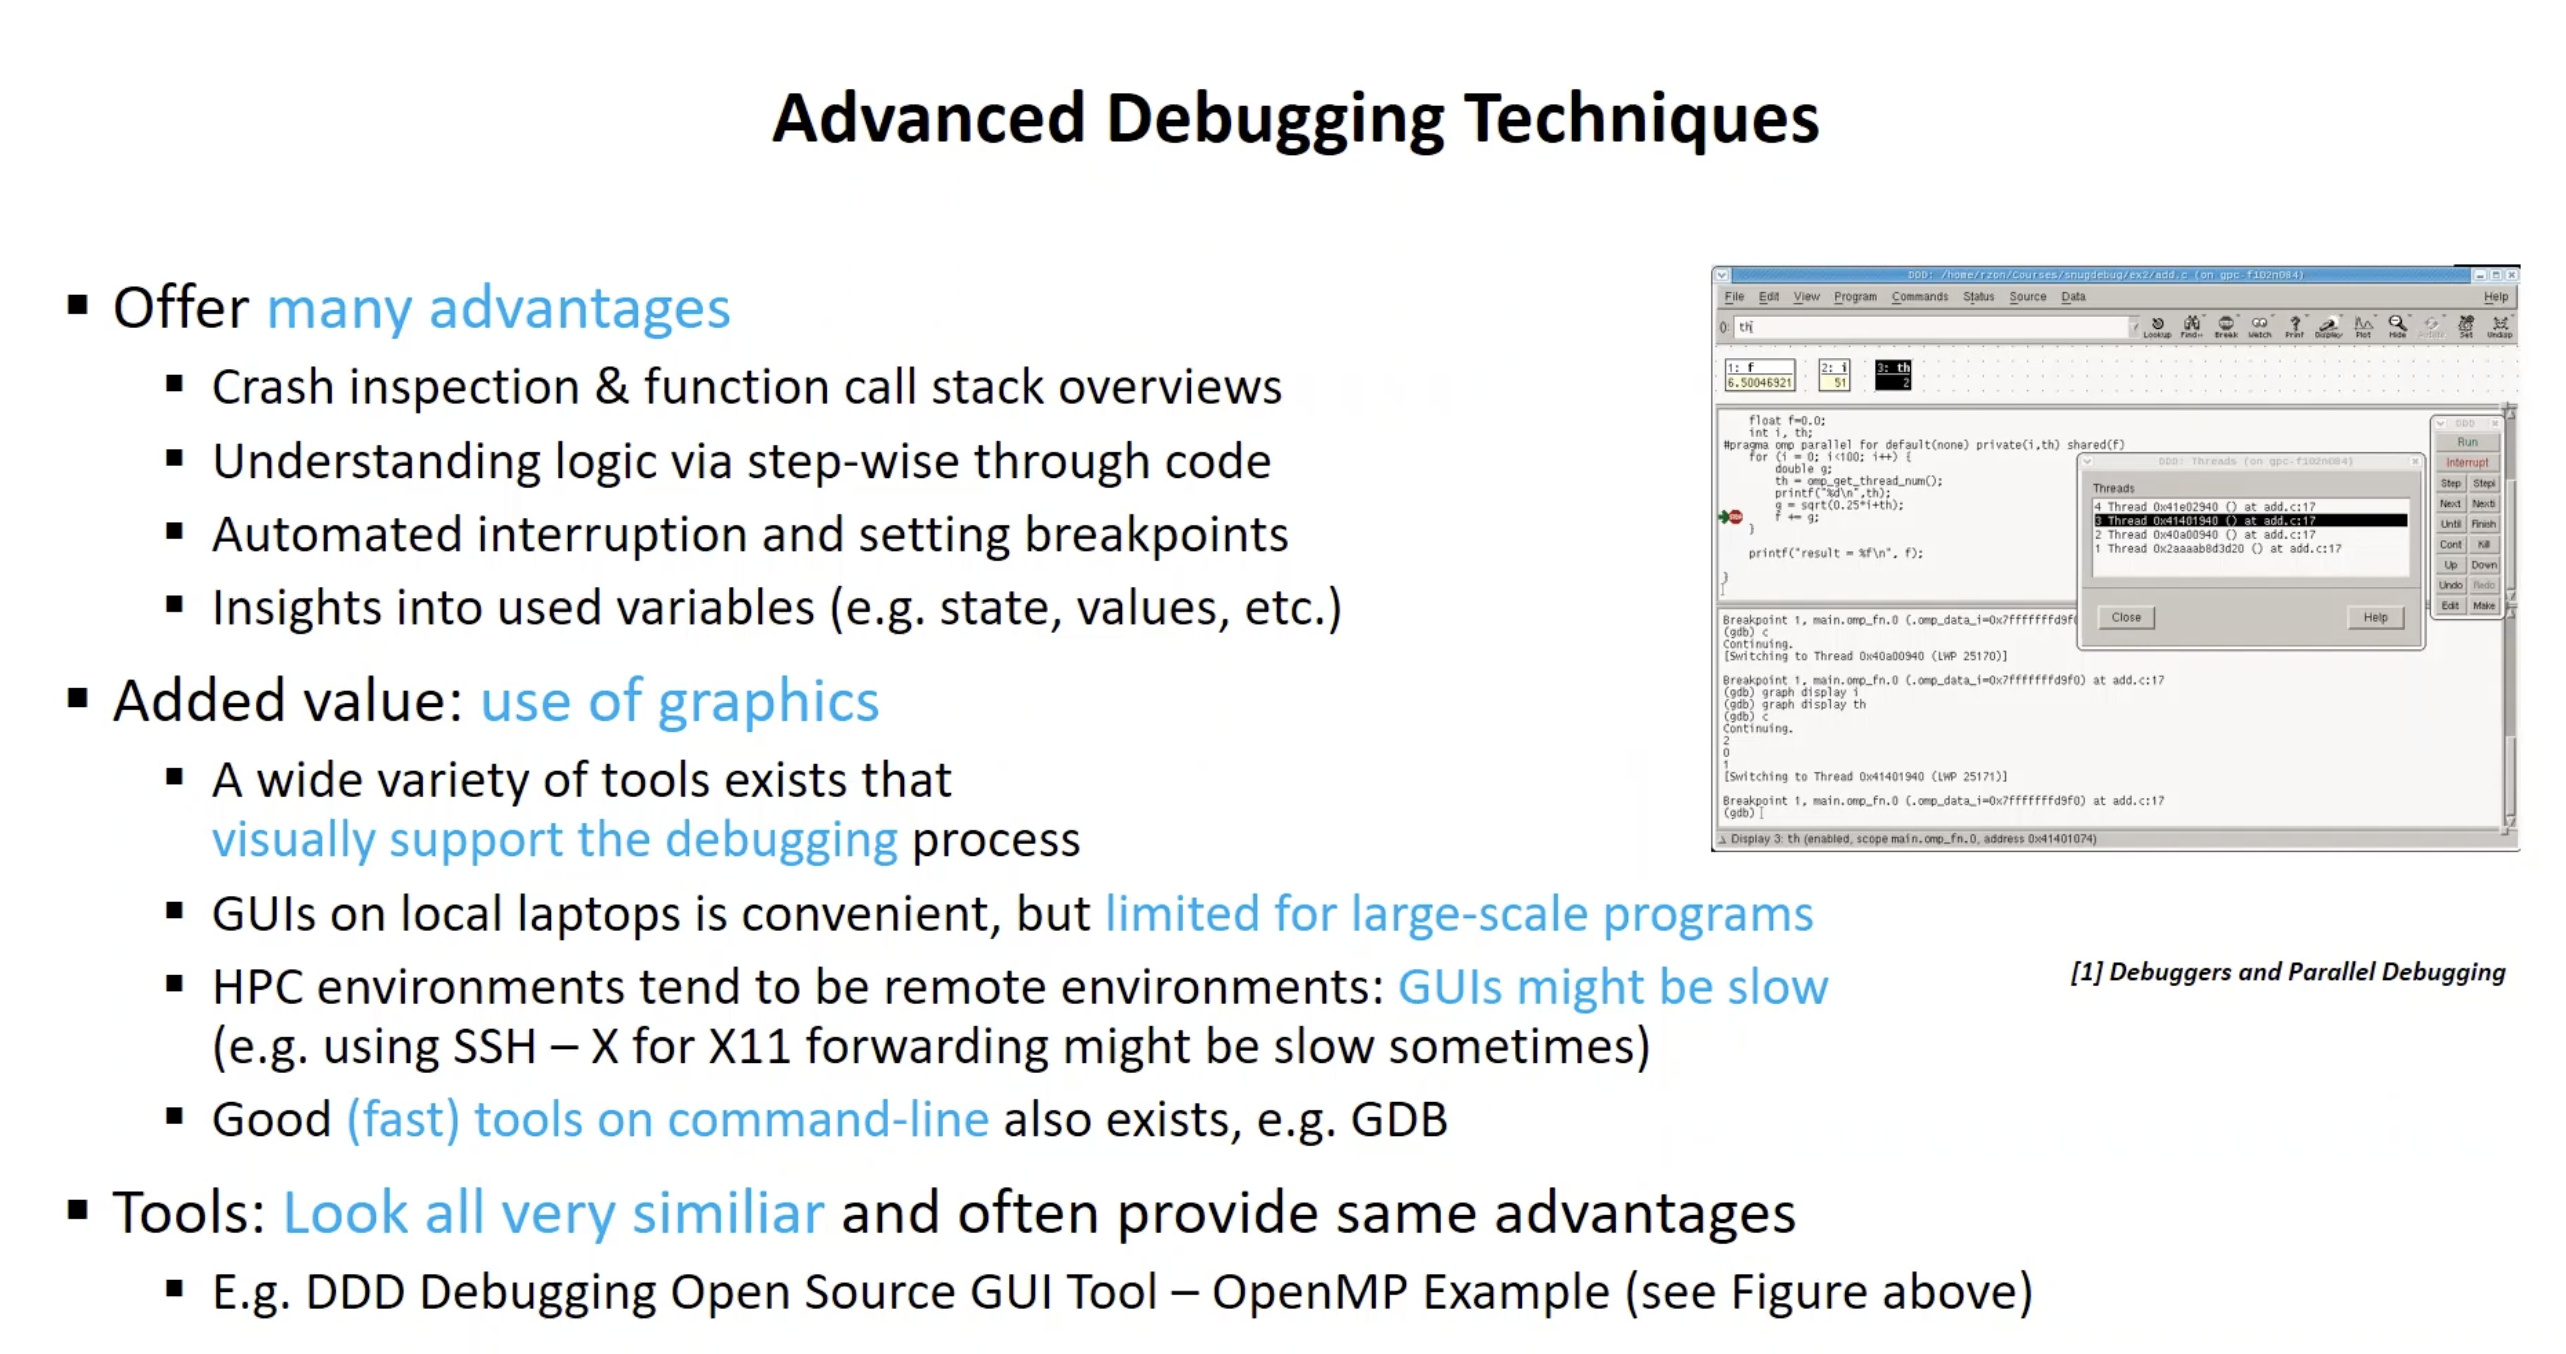 Advanced Debugging Techniques
▪ Offer many advantages
▪ Crash inspection & function call stack overviews
▪ Understanding logic via step-wise through code
▪ Automated interruption and setting breakpoints
▪ Insights into used variables (e.g. state, values, etc.)
▪ Added value: use of graphics
▪ A wide variety of tools exists that
visually support the debugging process
▪ GUIs on local laptops is convenient, but limited for large-scale programs
▪ HPC environments tend to be remote environments: GUIs might be slow
(e.g. using SSH – X for X11 forwarding might be slow sometimes)
▪ Good (fast) tools on command-line also exists, e.g. GDB
▪ Tools: Look all very similiar and often provide same advantages
▪ E.g. DDD Debugging Open Source GUI Tool – OpenMP Example (see Figure above)
DDD: /home/rzon/Courses/snugdebug/ex2/add.c (on gpc-f102n084)
File Edit View Program Commands Status Source Data Help
(): th
Lookup Find» Break Watch Print Display Plot Hide Set Undisp
1: f
6.50046921
2: i
51
3: th
2
float f=0.0;
int i, th;
#pragma omp parallel for default(none) private(i,th) shared(f)
for (i = 0; i<100; i++) {
double g;
th = omp_get_thread_num();
printf("%d\n",th);
g = sqrt(0.25*i+th);
f += g;
}
printf("result = %f\n", f);
}
DDD: Threads (on gpc-f102n084)
Threads
4 Thread 0x41e02940 () at add.c:17
3 Thread 0x41401940 () at add.c:17
2 Thread 0x40a00940 () at add.c:17
1 Thread 0x2aaaab8d3d20 () at add.c:17
Close Help
DDD
Run
Interrupt
Step Stepi
Next Nexti
Until Finish
Cont Kill
Up Down
Undo Redo
Edit Make
Breakpoint 1, main.omp_fn.0 (.omp_data_i=0x7fffffffd9f0
(gdb) c
Continuing.
[Switching to Thread 0x40a00940 (LWP 25170)]
Breakpoint 1, main.omp_fn.0 (.omp_data_i=0x7fffffffd9f0) at add.c:17
(gdb) graph display i
(gdb) graph display th
(gdb) c
Continuing.
2
0
1
[Switching to Thread 0x41401940 (LWP 25171)]
Breakpoint 1, main.omp_fn.0 (.omp_data_i=0x7fffffffd9f0) at add.c:17
(gdb)
Display 3: th (enabled, scope main.omp_fn.0, address 0x41401074)
[1] Debuggers and Parallel Debugging